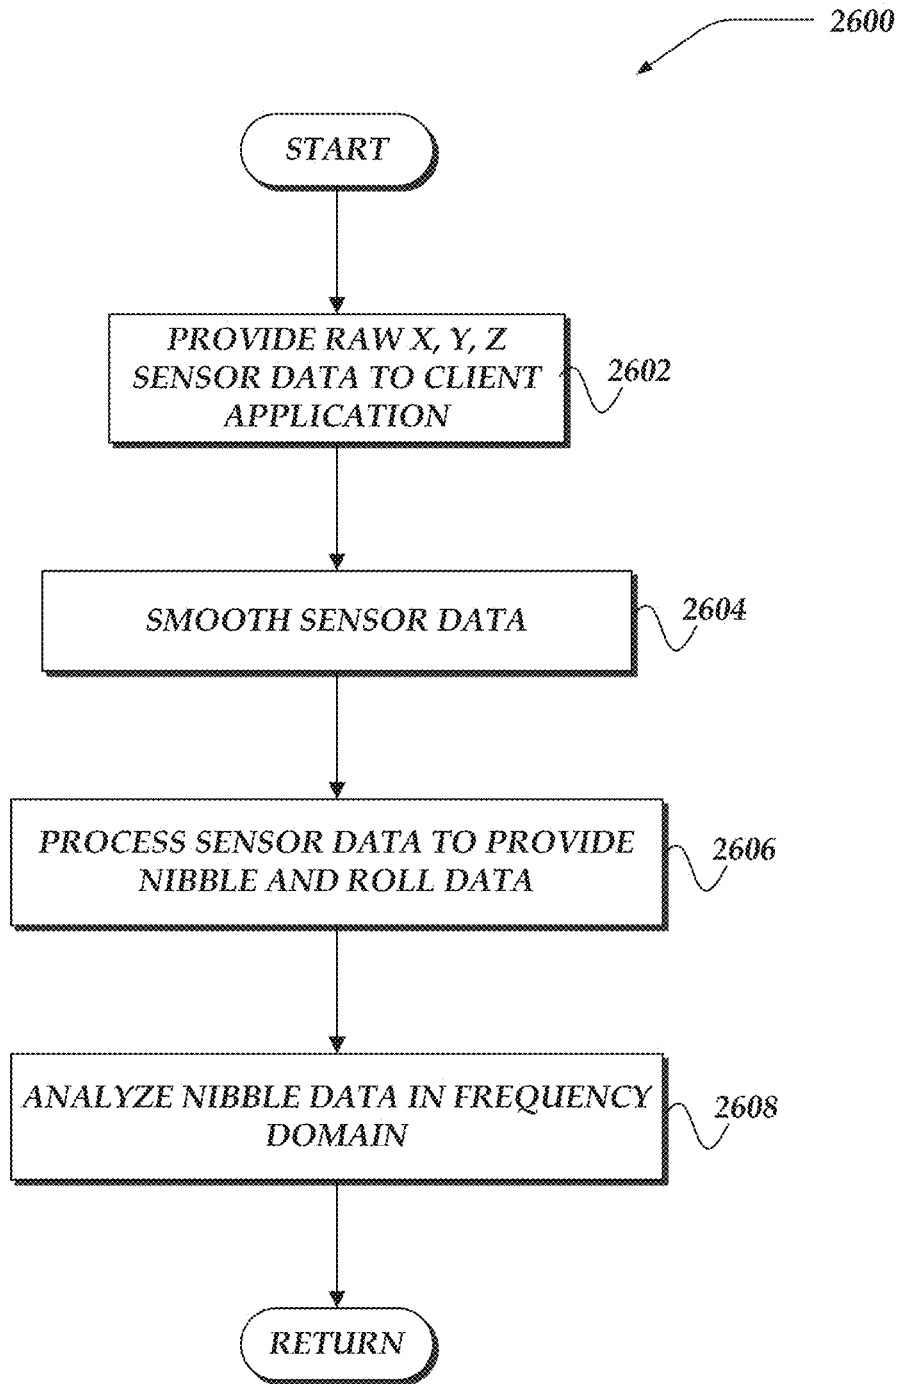 2600
START
PROVIDE RAW X, Y, Z
SENSOR DATA TO CLIENT
APPLICATION
2602
SMOOTH SENSOR DATA
2604
PROCESS SENSOR DATA TO PROVIDE
NIBBLE AND ROLL DATA
2606
ANALYZE NIBBLE DATA IN FREQUENCY
DOMAIN
2608
RETURN